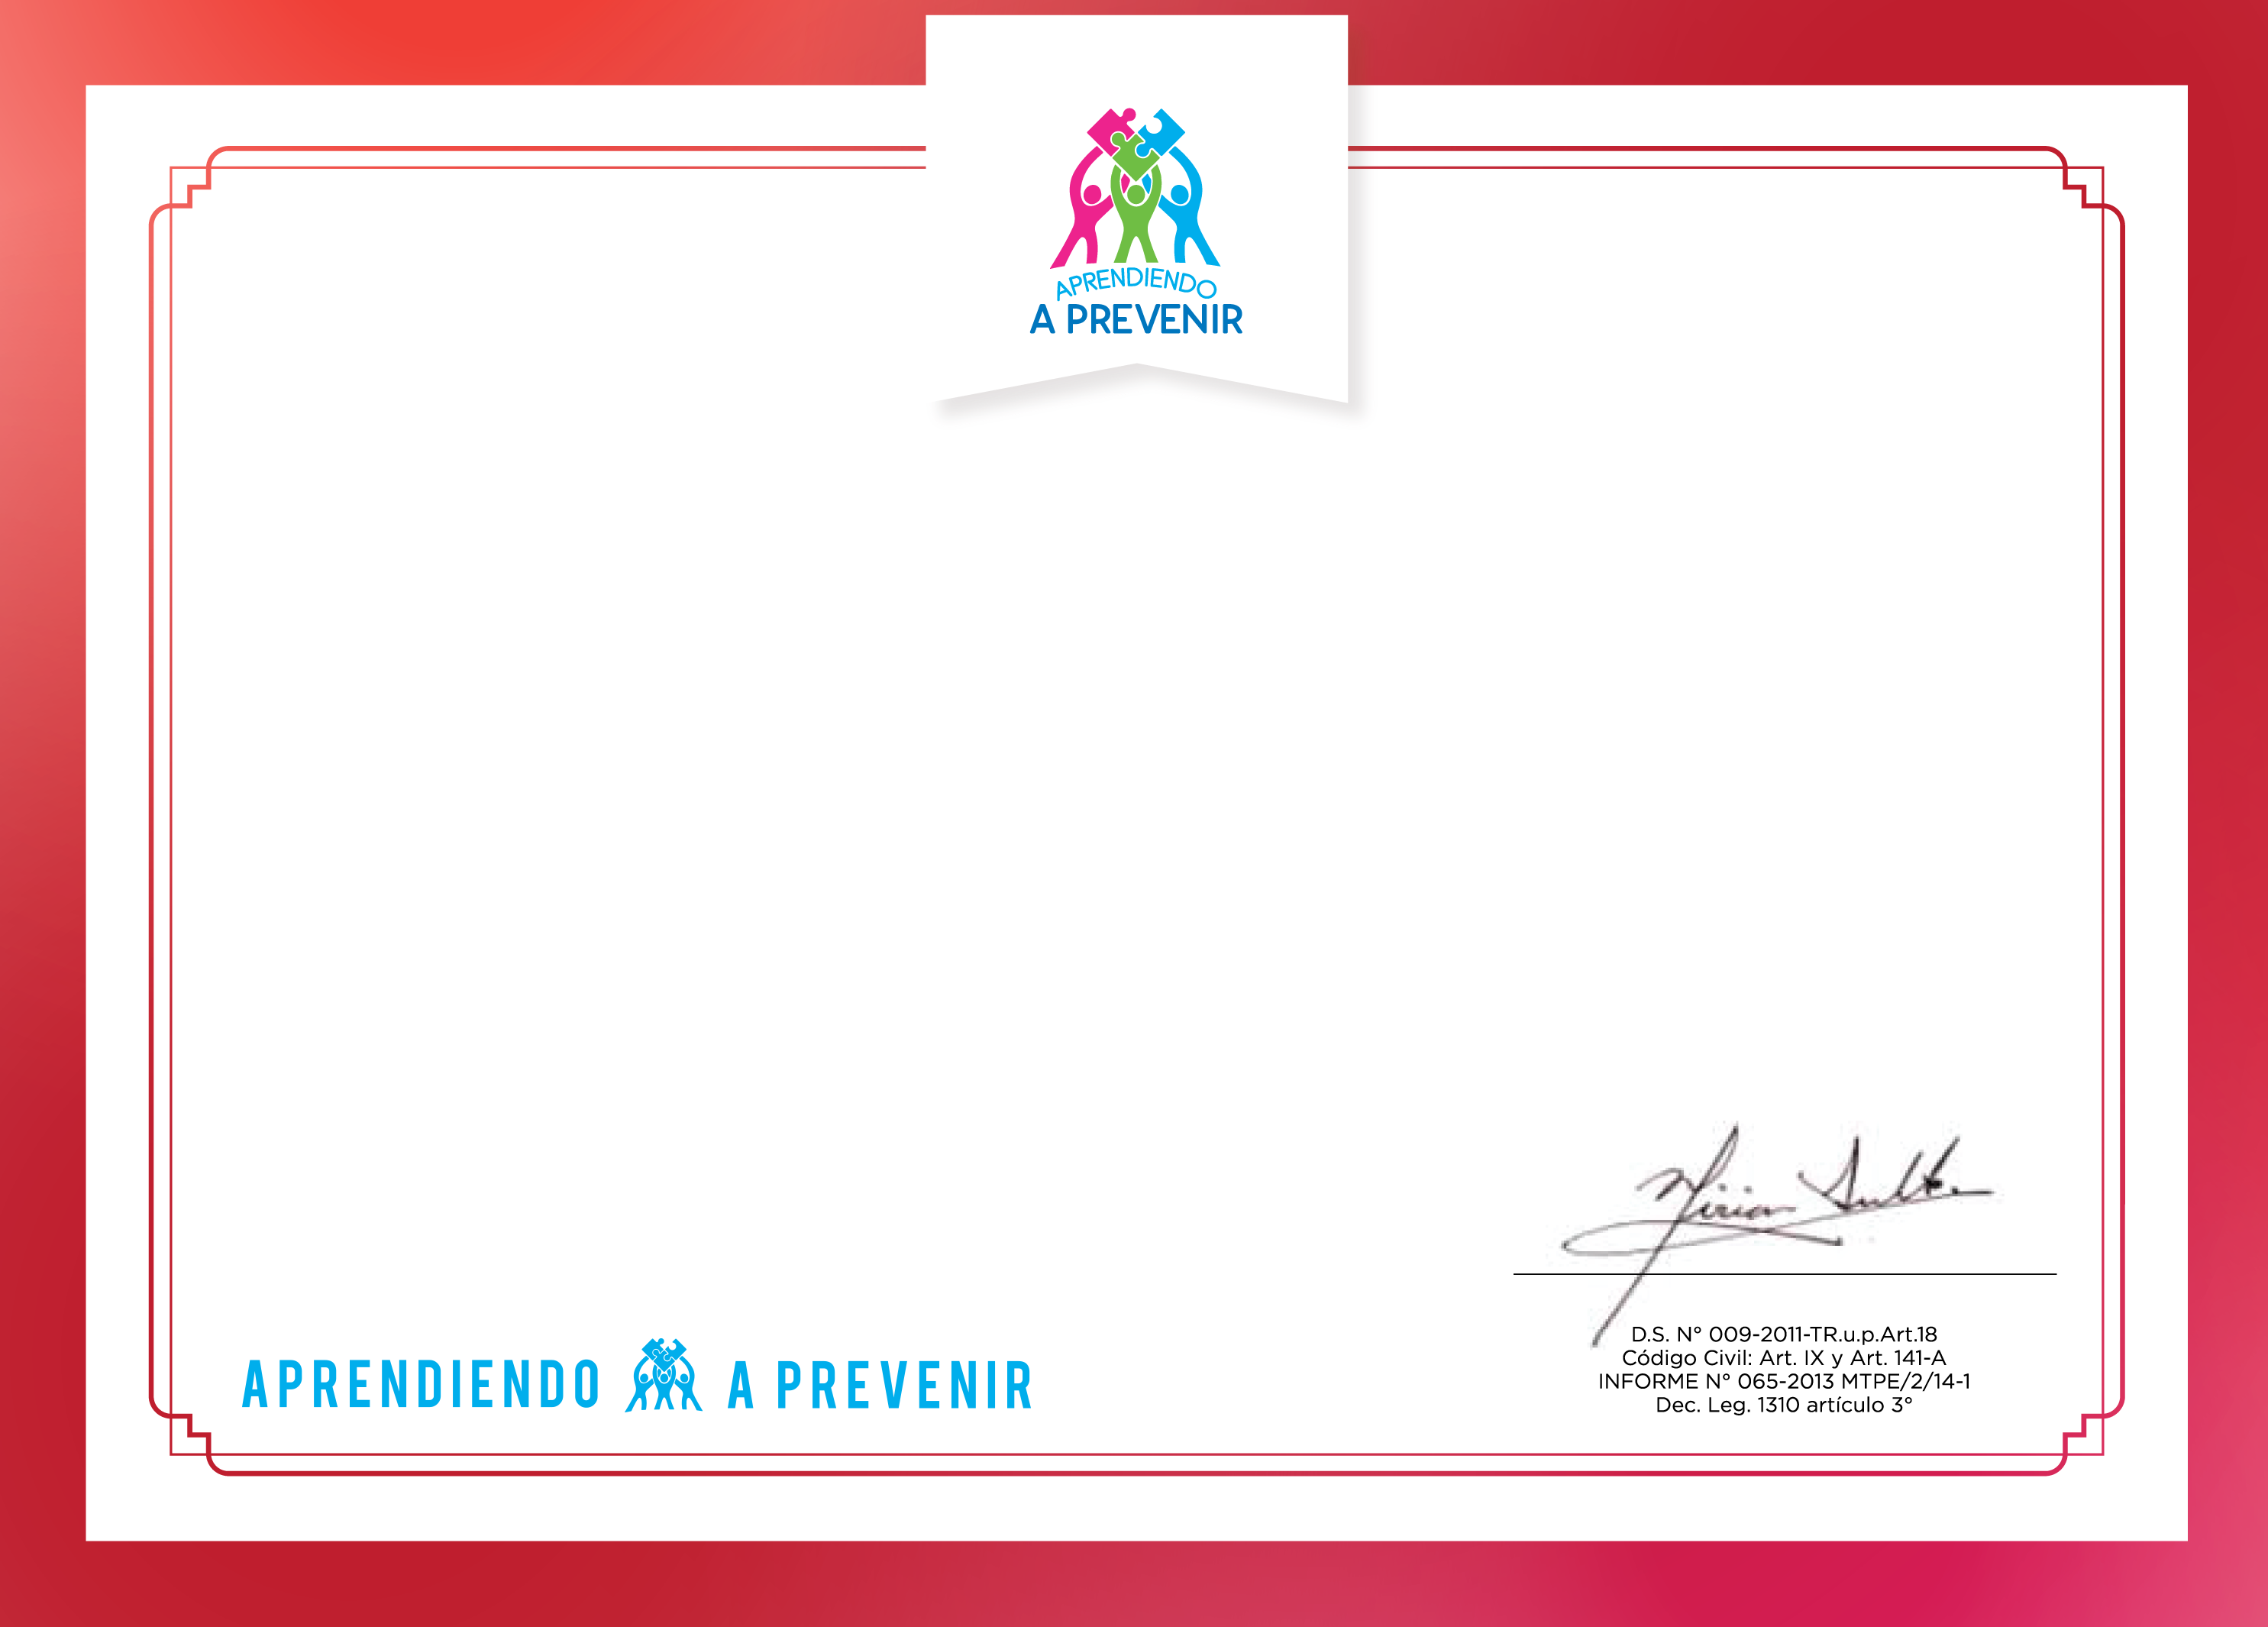 APRENDIENDO
A PREVENIR
Mirian
D.S. N° 009-2011-TR.u.p.Art.18
Código Civil: Art. IX y Art. 141-A
INFORME N° 065-2013 MTPE/2/14-1
Dec. Leg. 1310 artículo 3°
APRENDIENDO A PREVENIR